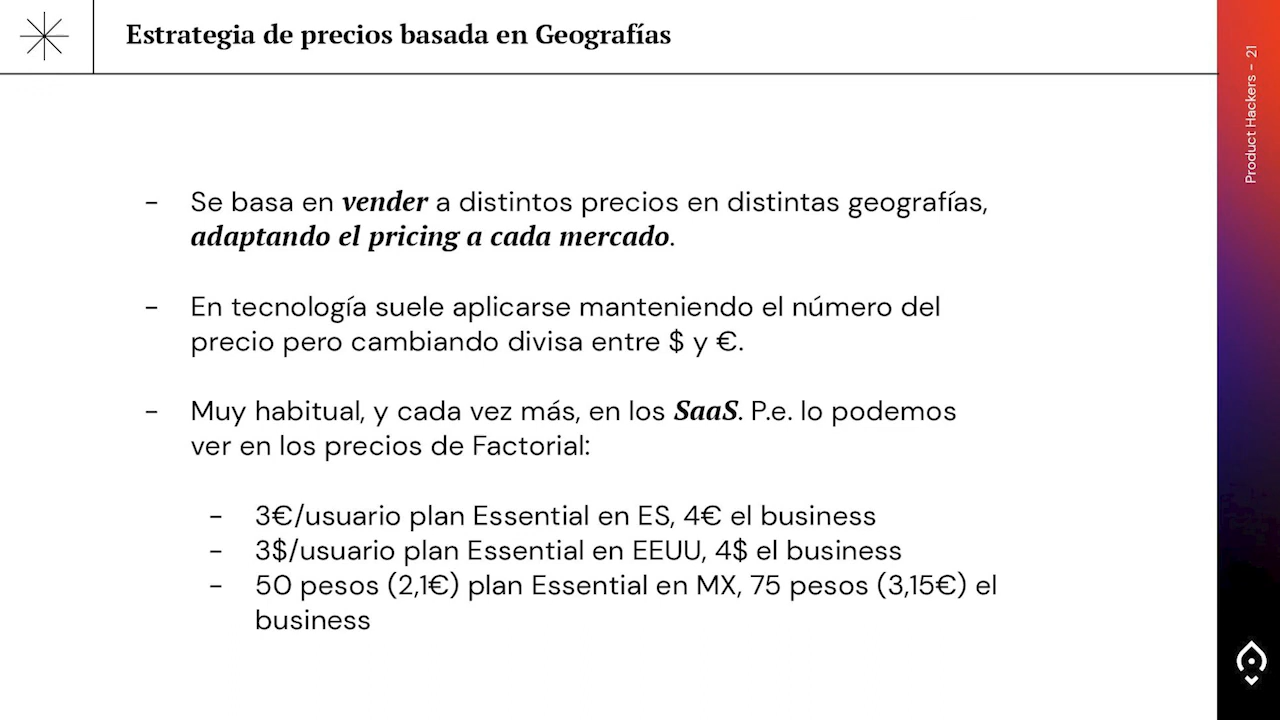 Estrategia de precios basada en Geografías
- Se basa en vender a distintos precios en distintas geografías,
adaptando el pricing a cada mercado.
- En tecnología suele aplicarse manteniendo el número del
precio pero cambiando divisa entre $ y €.
- Muy habitual, y cada vez más, en los SaaS. P.e. lo podemos
ver en los precios de Factorial:
- 3€/usuario plan Essential en ES, 4€ el business
- 3$/usuario plan Essential en EEUU, 4$ el business
- 50 pesos (2,1€) plan Essential en MX, 75 pesos (3,15€) el
business
Product Hackers - 21